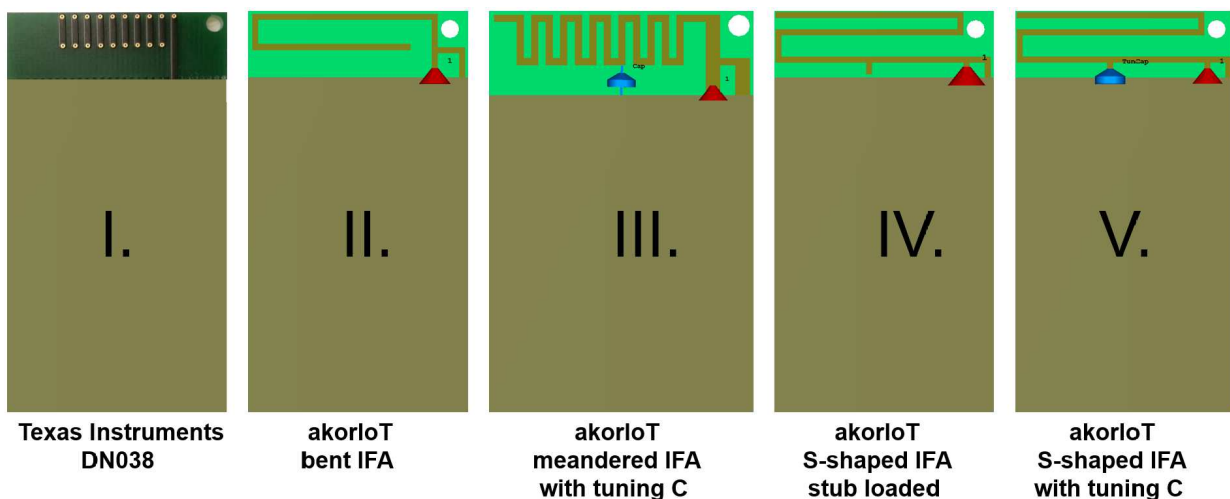 Cap
TunCap
1
1
1
1
I.
II.
III.
IV.
V.
Texas Instruments
DN038
akorIoT
bent IFA
akorIoT
meandered IFA
with tuning C
akorIoT
S-shaped IFA
stub loaded
akorIoT
S-shaped IFA
with tuning C